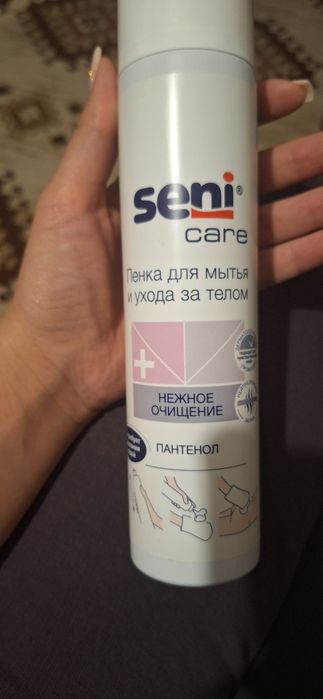 seni®
care
Пенка для мытья
и ухода за телом
НЕЖНОЕ
ОЧИЩЕНИЕ
ПАНТЕНОЛ